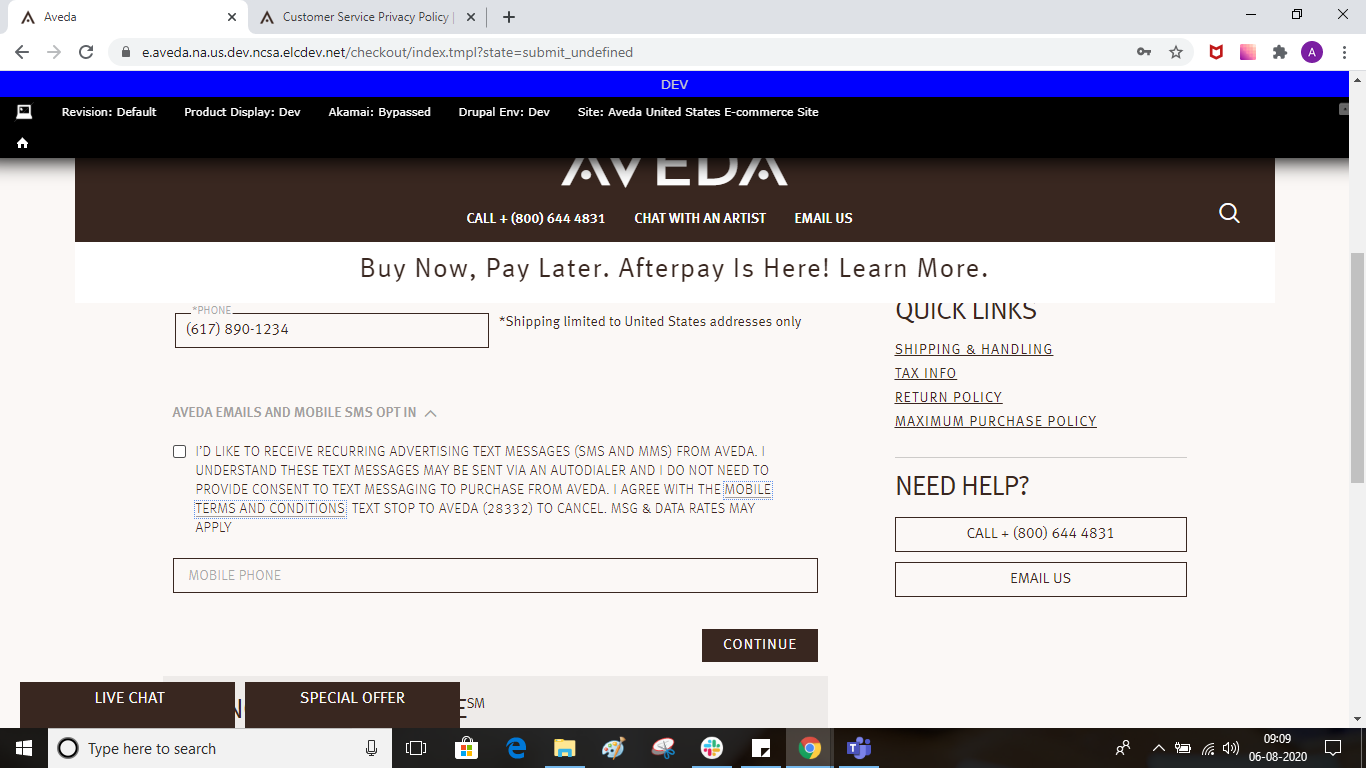 Aveda
Customer Service Privacy Policy |
e.aveda.na.us.dev.ncsa.elcdev.net/checkout/index.tmpl?state=submit_undefined
A
DEV
Revision: Default Product Display: Dev Akamai: Bypassed Drupal Env: Dev Site: Aveda United States E-commerce Site
AVEDA
CALL + (800) 644 4831 CHAT WITH AN ARTIST EMAIL US
Buy Now, Pay Later. Afterpay Is Here! Learn More.
*PHONE
(617) 890-1234
*Shipping limited to United States addresses only
AVEDA EMAILS AND MOBILE SMS OPT IN
I'D LIKE TO RECEIVE RECURRING ADVERTISING TEXT MESSAGES (SMS AND MMS) FROM AVEDA. I
UNDERSTAND THESE TEXT MESSAGES MAY BE SENT VIA AN AUTODIALER AND I DO NOT NEED TO
PROVIDE CONSENT TO TEXT MESSAGING TO PURCHASE FROM AVEDA. I AGREE WITH THE MOBILE
TERMS AND CONDITIONS TEXT STOP TO AVEDA (28332) TO CANCEL. MSG & DATA RATES MAY
APPLY
MOBILE PHONE
CONTINUE
QUICK LINKS
SHIPPING & HANDLING
TAX INFO
RETURN POLICY
MAXIMUM PURCHASE POLICY
NEED HELP?
CALL + (800) 644 4831
EMAIL US
LIVE CHAT
SPECIAL OFFER
E℠
Type here to search
09:09
06-08-2020